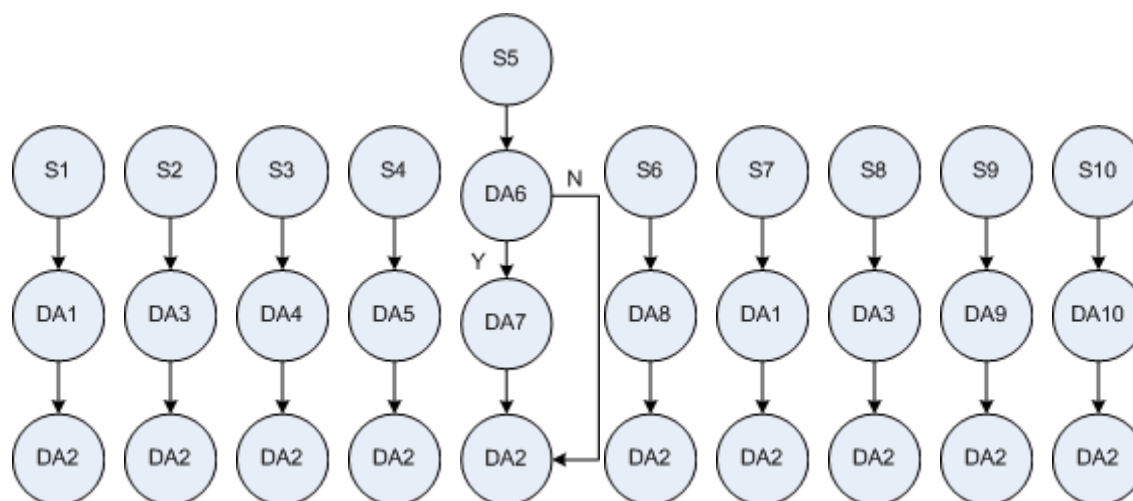 S5
S1 S2 S3 S4 S6 S7 S8 S9 S10
DA6 N
Y
DA1 DA3 DA4 DA5 DA7 DA8 DA1 DA3 DA9 DA10
DA2 DA2 DA2 DA2 DA2 DA2 DA2 DA2 DA2 DA2